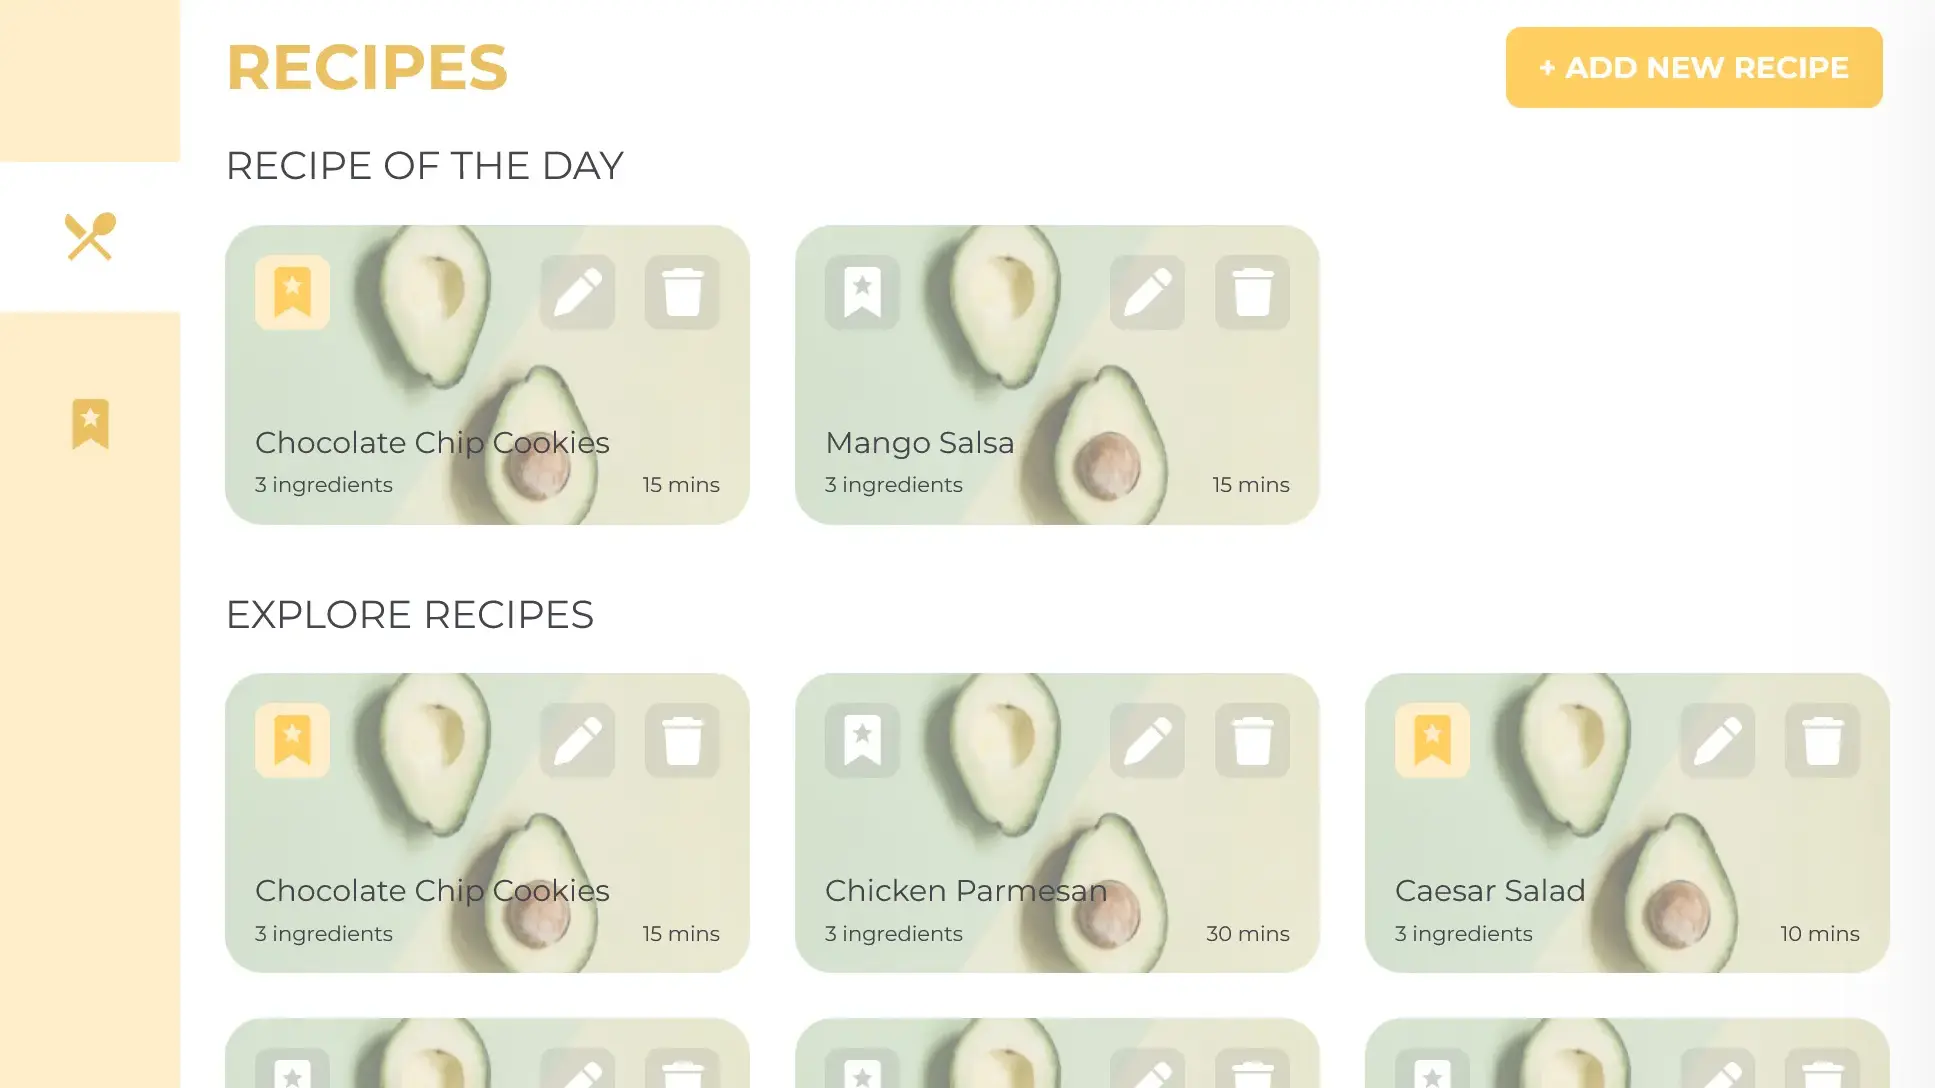 RECIPES
+ ADD NEW RECIPE
RECIPE OF THE DAY
Chocolate Chip Cookies
3 ingredients
15 mins
Mango Salsa
3 ingredients
15 mins
EXPLORE RECIPES
Chocolate Chip Cookies
3 ingredients
15 mins
Chicken Parmesan
3 ingredients
30 mins
Caesar Salad
3 ingredients
10 mins